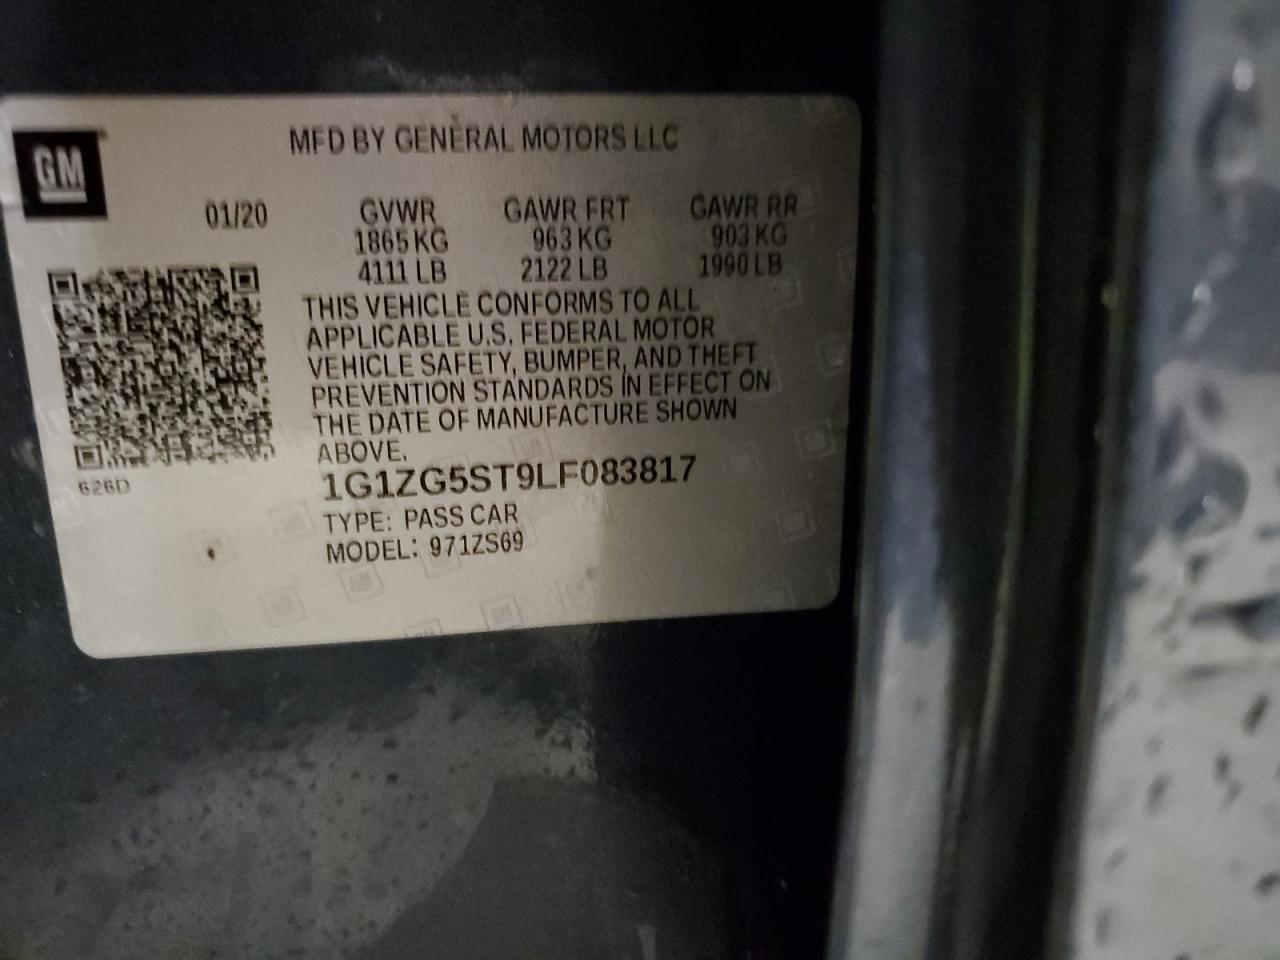 MFD BY GENERAL MOTORS LLC
GM
01/20 GVWR GAWR FRT GAWR RR
1865 KG 963 KG 903 KG
4111 LB 2122 LB 1990 LB
THIS VEHICLE CONFORMS TO ALL
APPLICABLE U.S. FEDERAL MOTOR
VEHICLE SAFETY, BUMPER, AND THEFT
PREVENTION STANDARDS IN EFFECT ON
THE DATE OF MANUFACTURE SHOWN
ABOVE.
626D
1G1ZG5ST9LF083817
TYPE: PASS CAR
MODEL: 971ZS69